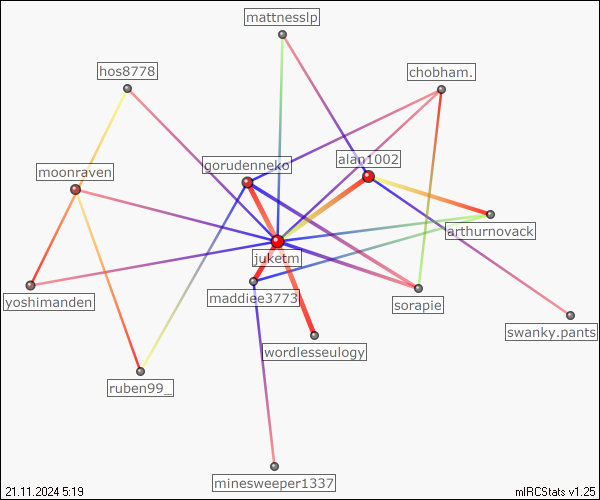 mattnesslp
hos8778
chobham.
alan1002
gorudenneko
moonraven
arthurnovack
juketm
maddiee3773
yoshimanden
sorapie
swanky.pants
wordlesseulogy
ruben99_
minesweeper1337
21.11.2024 5:19
mIRCStats v1.25